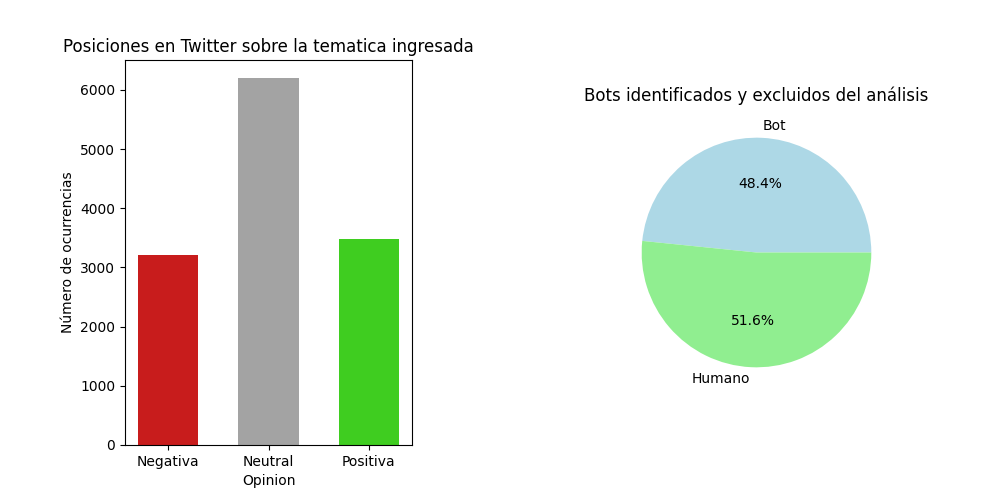 Posiciones en Twitter sobre la tematica ingresada
6000
5000
4000
3000
2000
1000
0
Número de ocurrencias
Negativa
Neutral
Positiva
Opinion
Bots identificados y excluidos del análisis
Bot
48.4%
51.6%
Humano